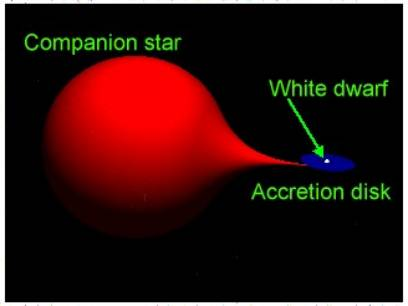 Companion star
White dwarf
Accretion disk